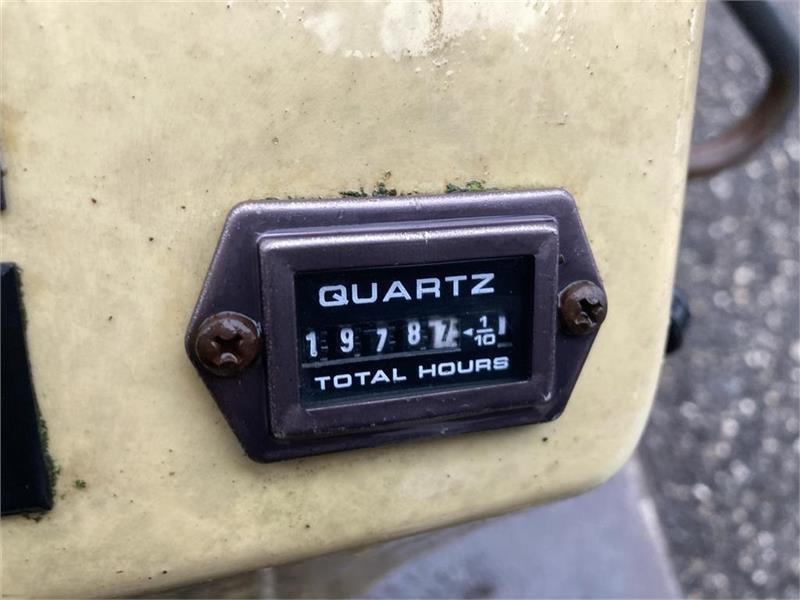 QUARTZ
19787 ◄1/10
TOTAL HOURS